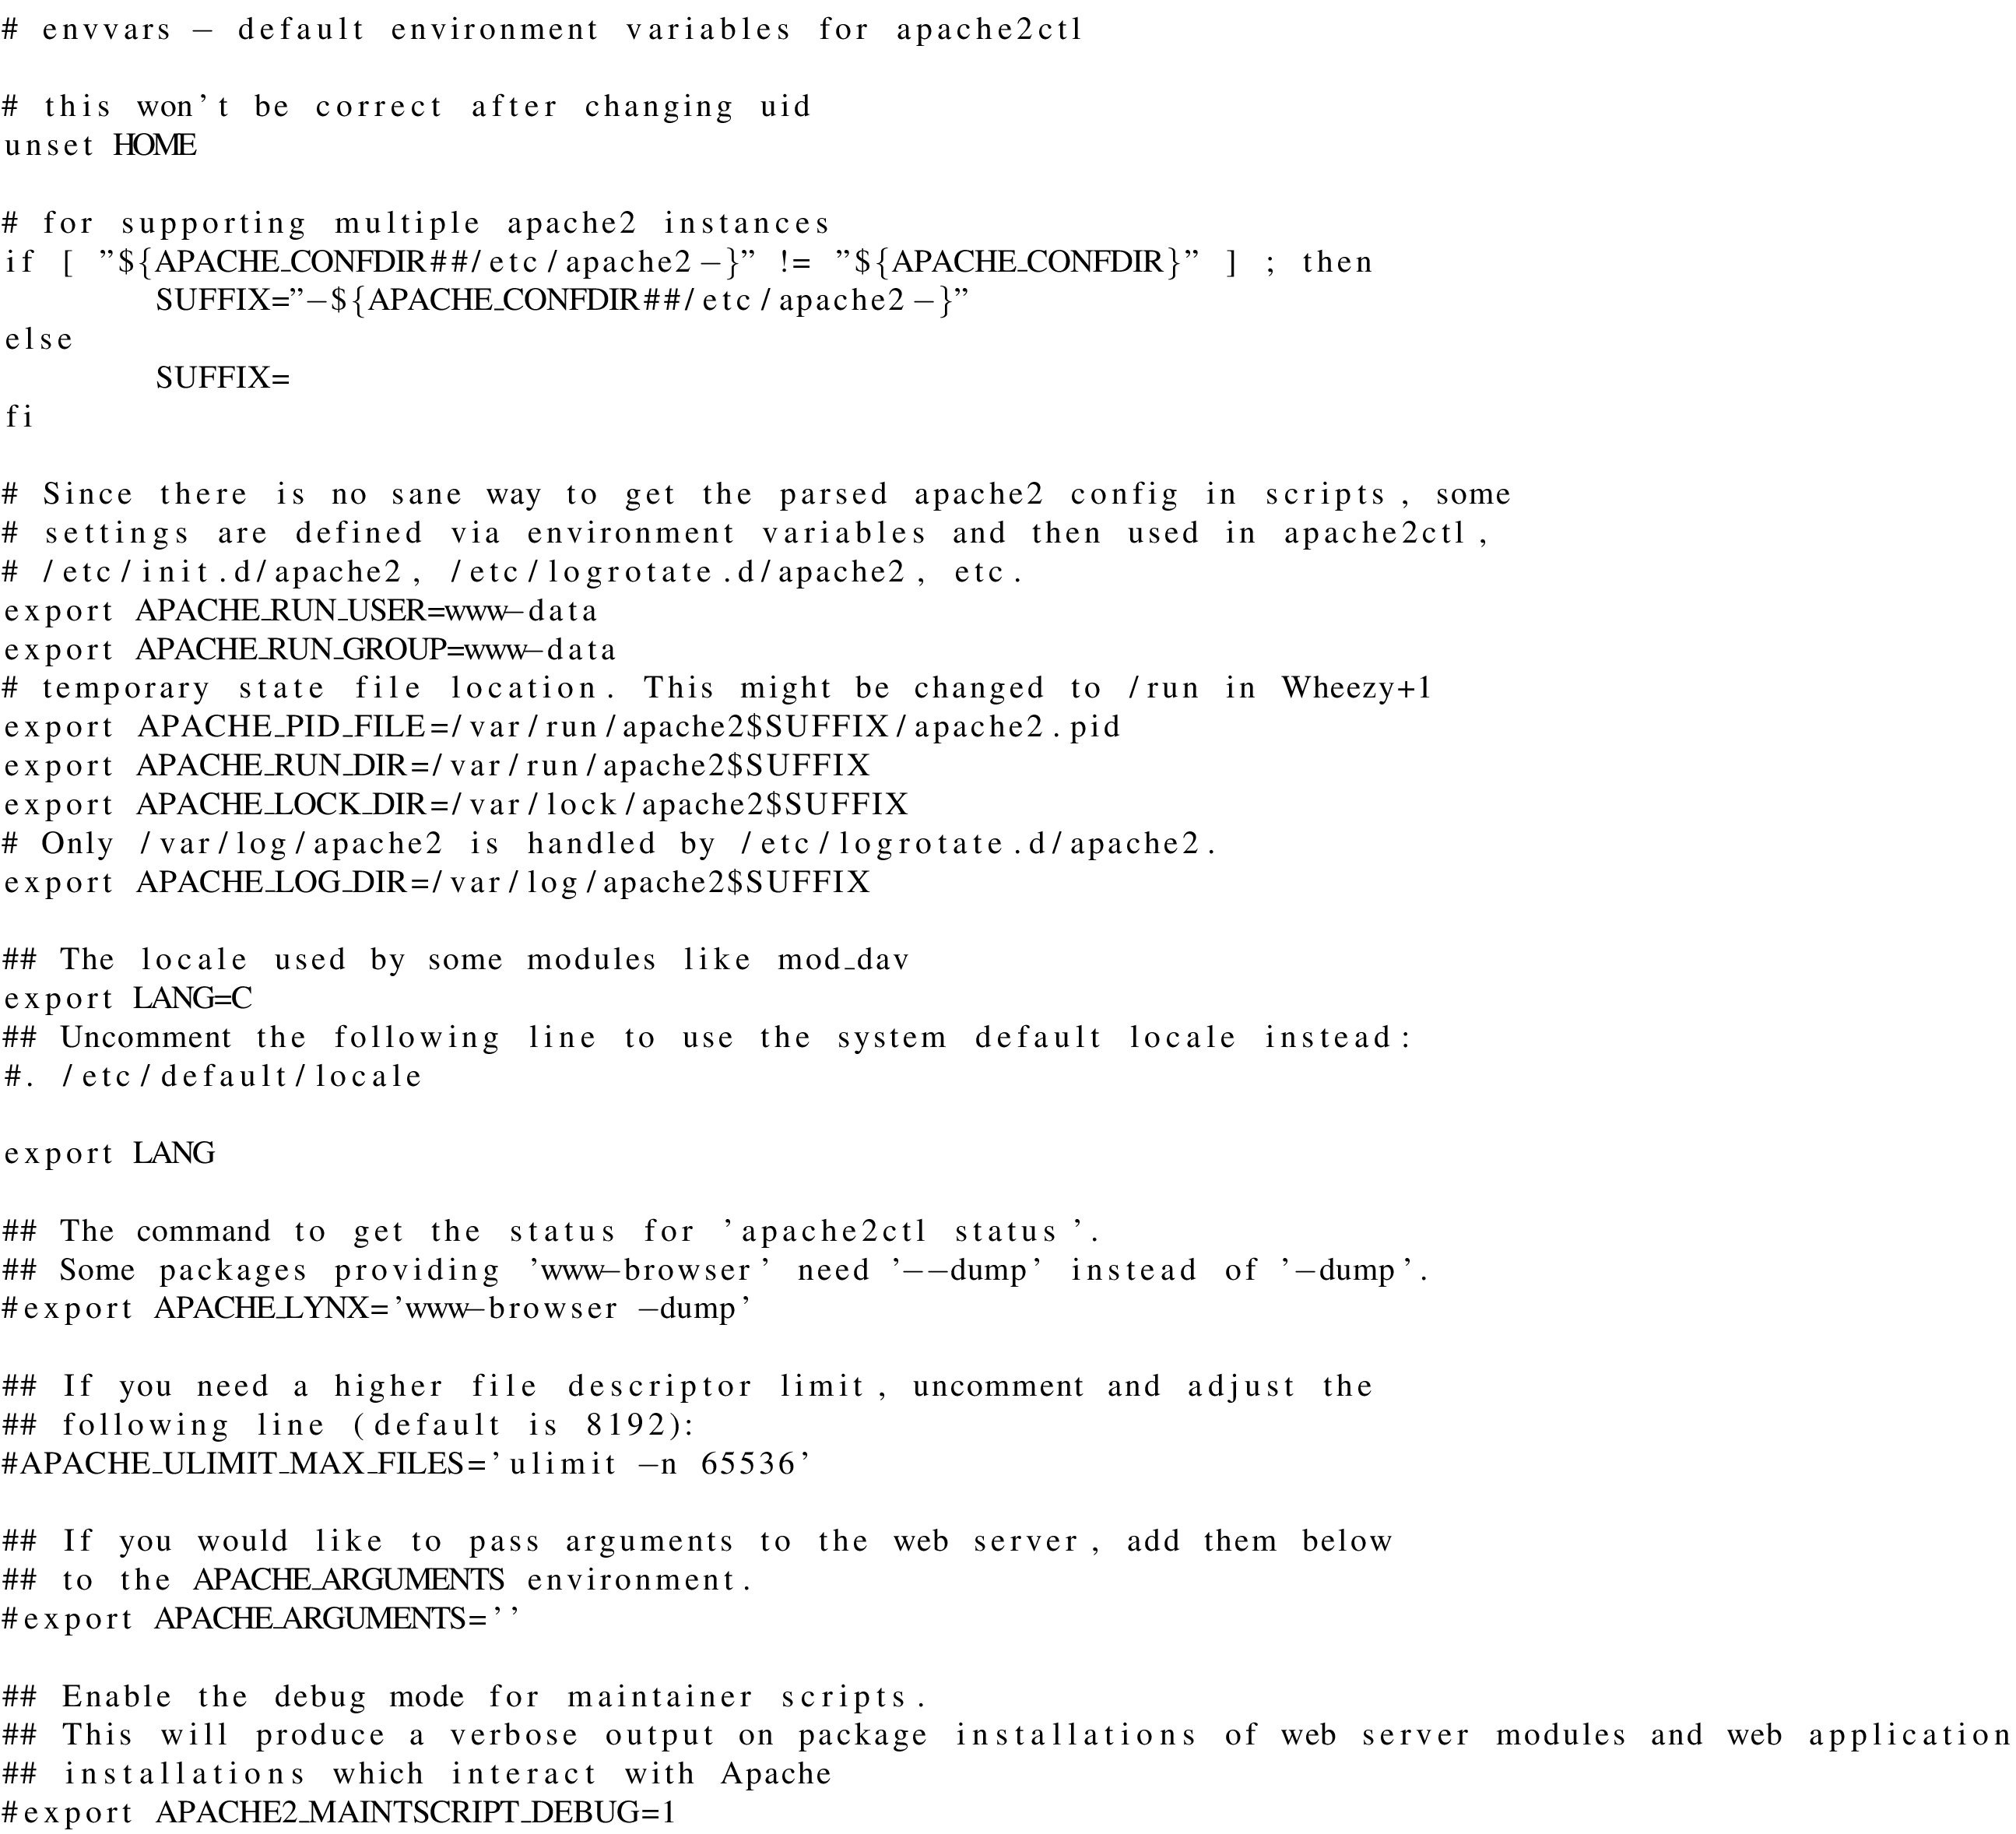 # envvars - default environment variables for apache2ctl

# this won't be correct after changing uid
unset HOME

# for supporting multiple apache2 instances
if [ "${APACHE_CONFDIR##/etc/apache2-}" != "${APACHE_CONFDIR}" ] ; then
        SUFFIX="-${APACHE_CONFDIR##/etc/apache2-}"
else
        SUFFIX=
fi

# Since there is no sane way to get the parsed apache2 config in scripts, some
# settings are defined via environment variables and then used in apache2ctl,
# /etc/init.d/apache2, /etc/logrotate.d/apache2, etc.
export APACHE_RUN_USER=www-data
export APACHE_RUN_GROUP=www-data
# temporary state file location. This might be changed to /run in Wheezy+1
export APACHE_PID_FILE=/var/run/apache2$SUFFIX/apache2.pid
export APACHE_RUN_DIR=/var/run/apache2$SUFFIX
export APACHE_LOCK_DIR=/var/lock/apache2$SUFFIX
# Only /var/log/apache2 is handled by /etc/logrotate.d/apache2.
export APACHE_LOG_DIR=/var/log/apache2$SUFFIX

## The locale used by some modules like mod_dav
export LANG=C
## Uncomment the following line to use the system default locale instead:
#. /etc/default/locale

export LANG

## The command to get the status for 'apache2ctl status'.
## Some packages providing 'www-browser' need '--dump' instead of '-dump'.
#export APACHE_LYNX='www-browser -dump'

## If you need a higher file descriptor limit, uncomment and adjust the
## following line (default is 8192):
#APACHE_ULIMIT_MAX_FILES='ulimit -n 65536'

## If you would like to pass arguments to the web server, add them below
## to the APACHE_ARGUMENTS environment.
#export APACHE_ARGUMENTS=''

## Enable the debug mode for maintainer scripts.
## This will produce a verbose output on package installations of web server modules and web application
## installations which interact with Apache
#export APACHE2_MAINTSCRIPT_DEBUG=1